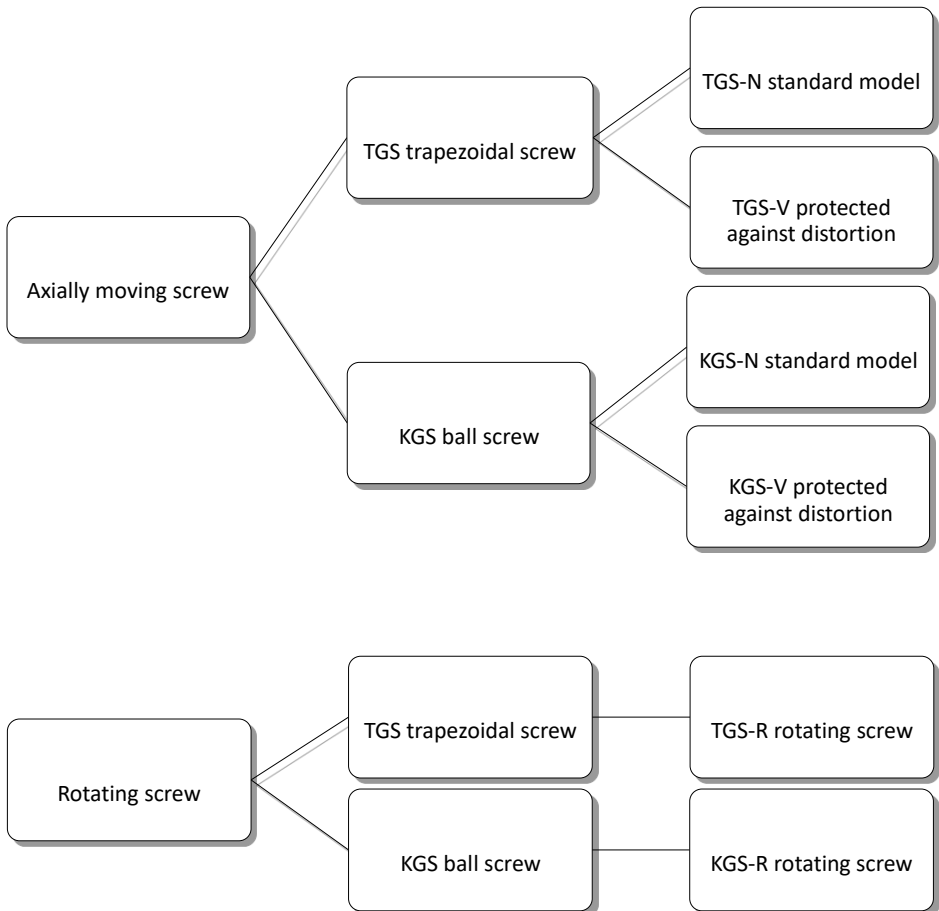 TGS-N standard model
TGS trapezoidal screw
TGS-V protected
against distortion
Axially moving screw
KGS-N standard model
KGS ball screw
KGS-V protected
against distortion
TGS trapezoidal screw
TGS-R rotating screw
Rotating screw
KGS ball screw
KGS-R rotating screw